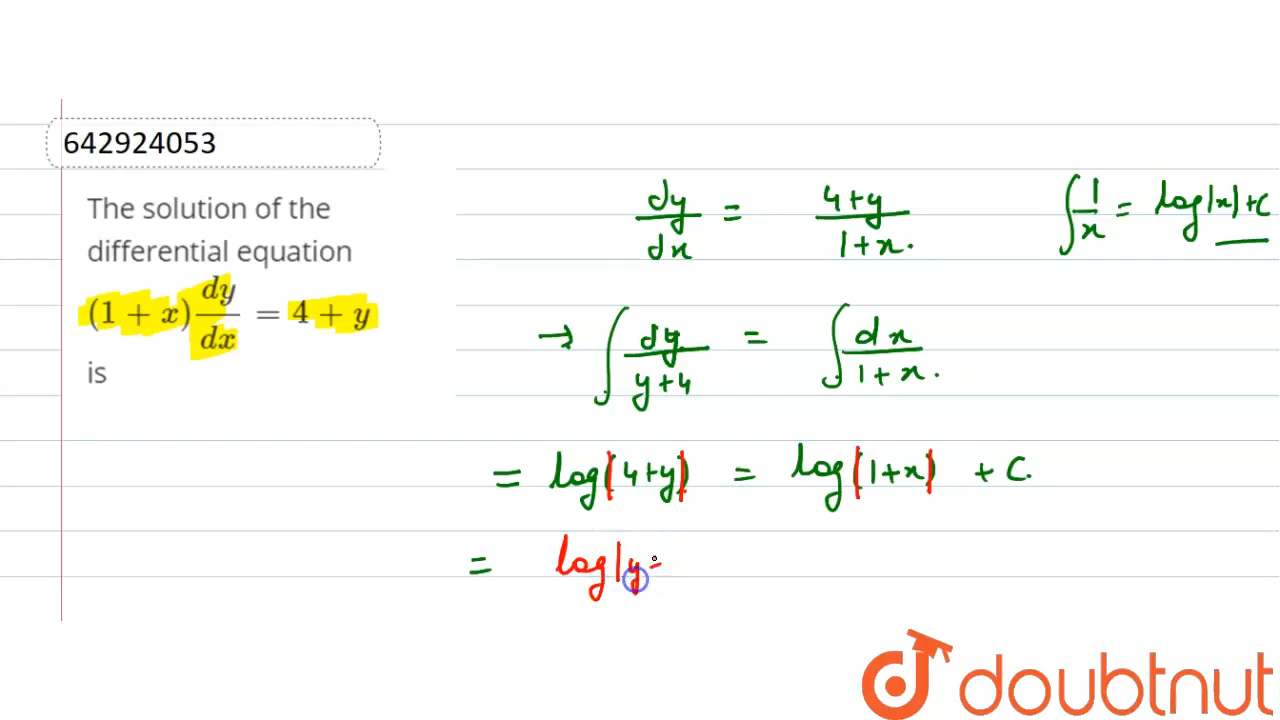 642924053
The solution of the
differential equation
(1 + x) dy/dx = 4 + y
is
dy/dx = 4+y/1+x.
∫ 1/x = log|x|+C
→ ∫ dy/y+4 = ∫ dx/1+x.
= log|4+y| = log|1+x| + C.
= log|y-
doubtnut